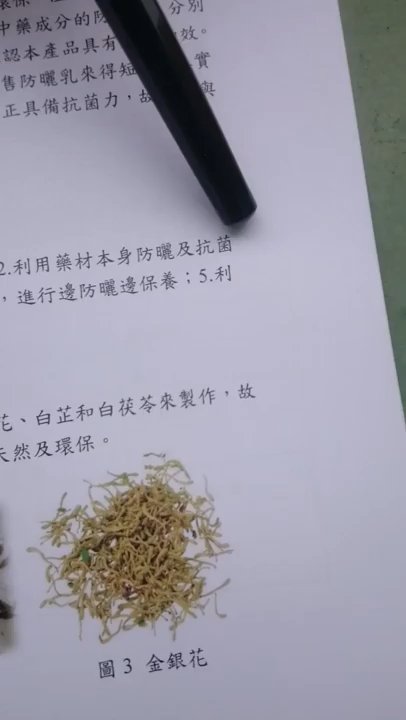 中藥成分的防
分別
認本產品具有
效。
售防曬乳來得短
實
正具備抗菌力,故
與
2.利用藥材本身防曬及抗菌
,進行邊防曬邊保養;5.利
花、白芷和白茯苓來製作,故
天然及環保。
圖 3 金銀花